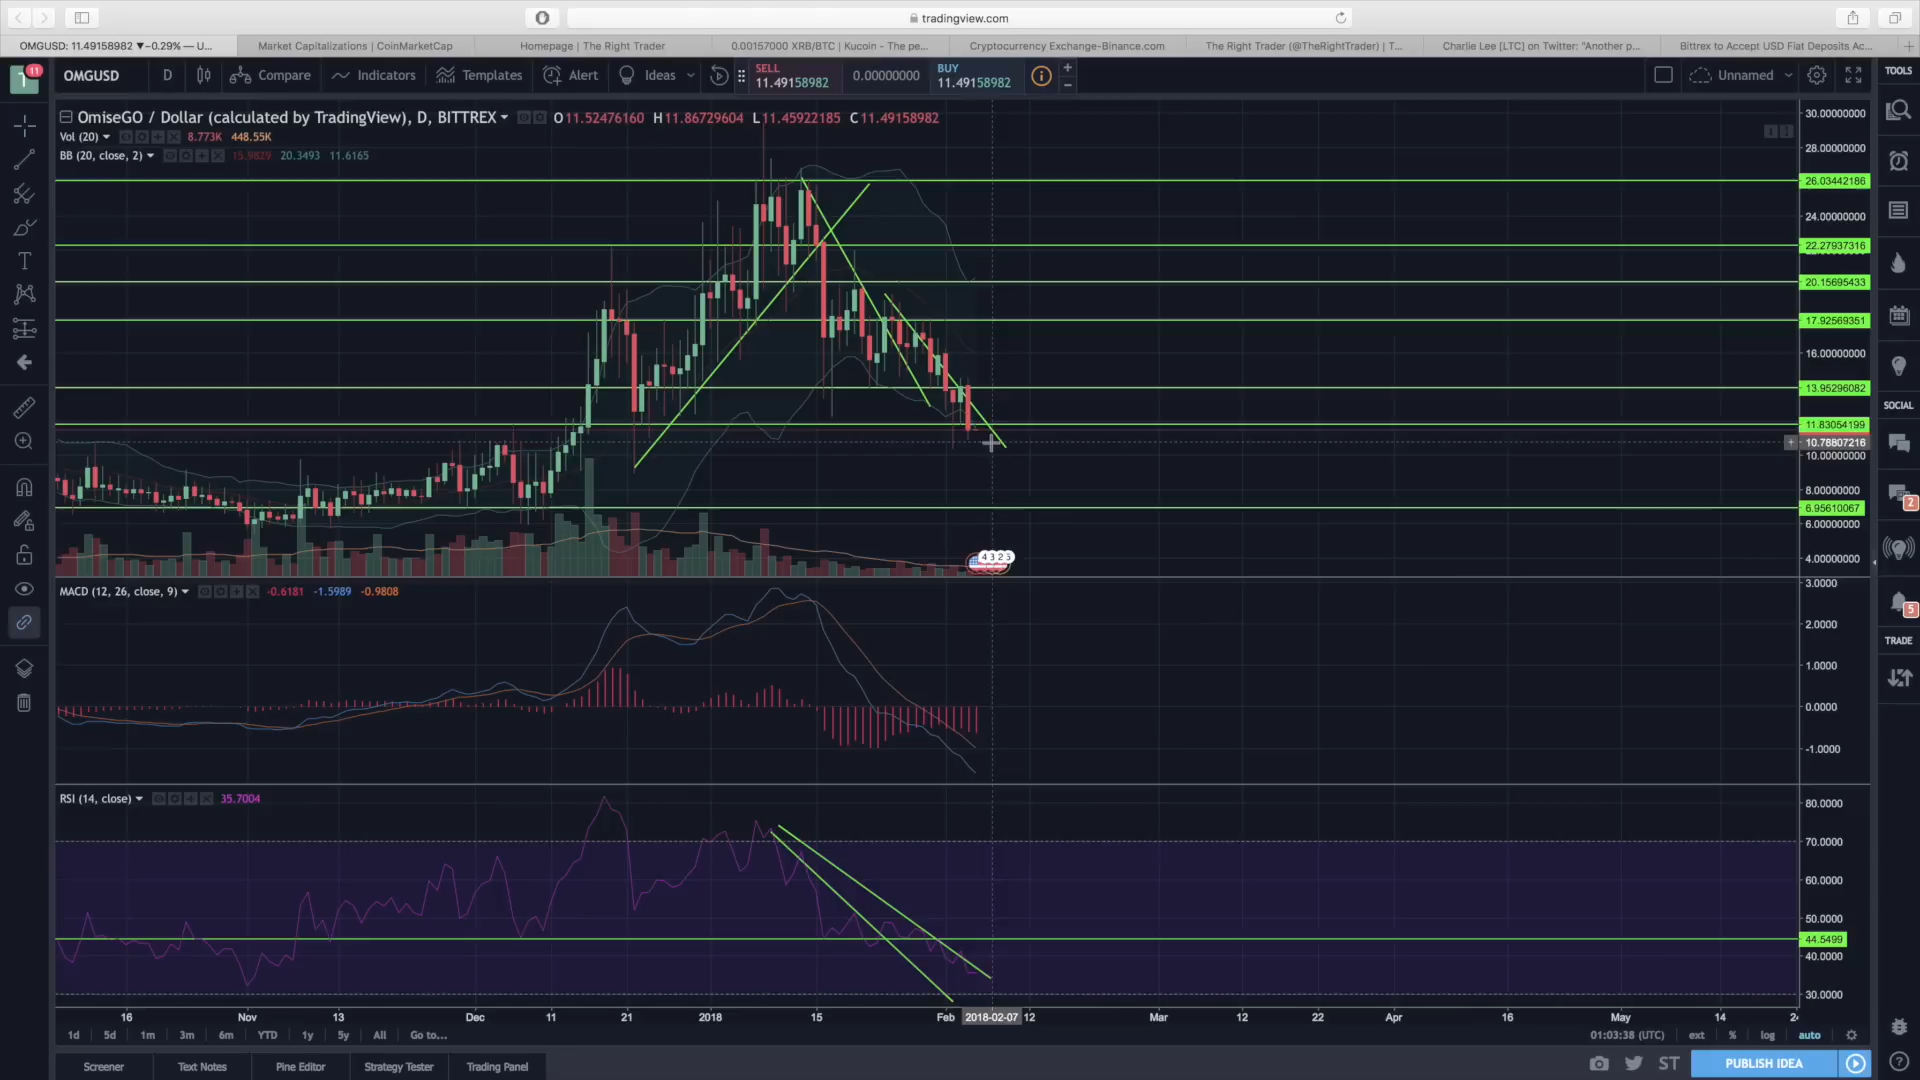 tradingview.com
OMGUSD: 11.49158982 ▼−0.29% — U...
Market Capitalizations | CoinMarketCap
Homepage | The Right Trader
0.00157000 XRB/BTC | Kucoin - The pe...
Cryptocurrency Exchange-Binance.com
The Right Trader (@TheRightTrader) | T...
Charlie Lee [LTC] on Twitter: "Another p...
Bittrex to Accept USD Fiat Deposits Ac...
11
OMGUSD
D
Compare
Indicators
Templates
Alert
Ideas
SELL
11.49158982
0.00000000
BUY
11.49158982
Unnamed
TOOLS
OmiseGO / Dollar (calculated by TradingView), D, BITTREX
O11.52476160 H11.86729604 L11.45922185 C11.49158982
Vol (20) 8.773K 448.55K
BB (20, close, 2) 15.9829 20.3493 11.6165
30.00000000
28.00000000
26.03442186
24.00000000
22.27937316
20.15695433
17.92569351
16.00000000
13.95296082
11.83054199
10.78807216
10.00000000
8.00000000
6.95610067
6.00000000
4.00000000
SOCIAL
2
5
TRADE
4 3 2 5
MACD (12, 26, close, 9) -0.6181 -1.5989 -0.9808
3.0000
2.0000
1.0000
0.0000
-1.0000
RSI (14, close) 35.7004
80.0000
70.0000
60.0000
50.0000
44.5499
40.0000
30.0000
16 Nov 13 Dec 11 21 2018 15 Feb 2018-02-07 12 Mar 12 22 Apr 16 May 14
1d 5d 1m 3m 6m YTD 1y 5y All Go to...
01:03:38 (UTC) ext % log auto
Screener
Text Notes
Pine Editor
Strategy Tester
Trading Panel
ST
PUBLISH IDEA